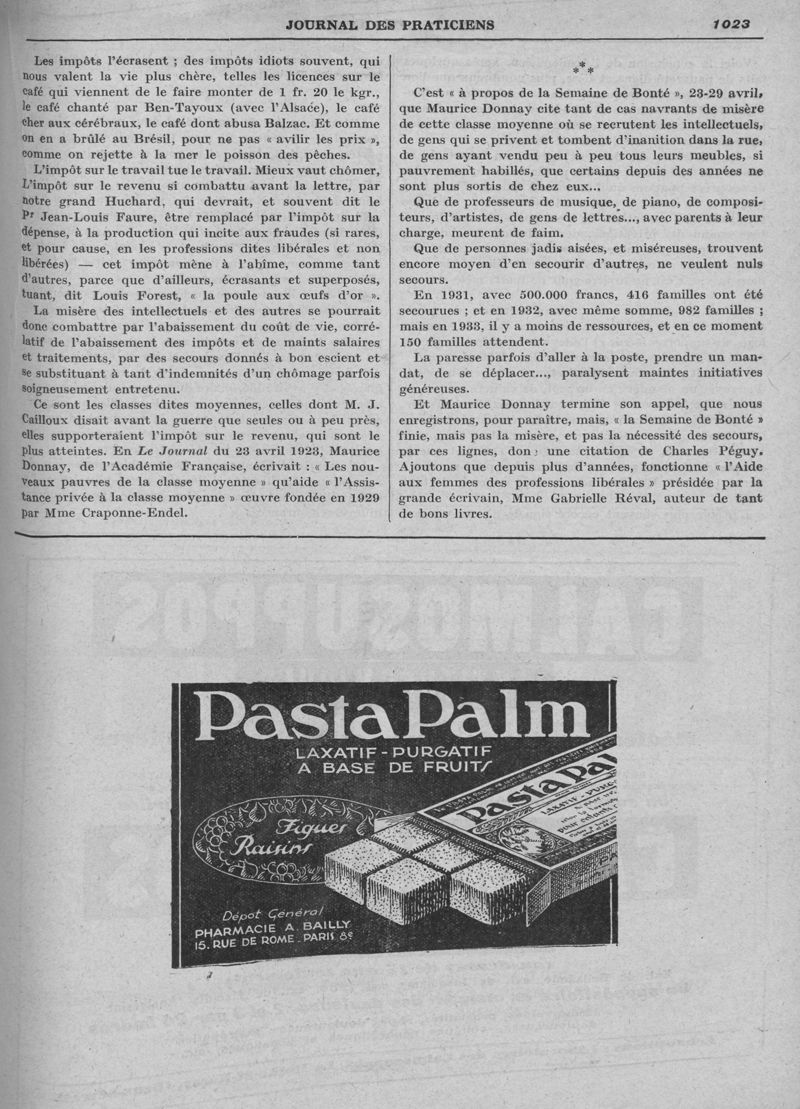 JOURNAL DES PRATICIENS 1023
Les impôts l'écrasent ; des impôts idiots souvent, qui
nous valent la vie plus chère, telles les licences sur le
café qui viennent de le faire monter de 1 fr. 20 le kgr.,
le café chanté par Ben-Tayoux (avec l'Alsace), le café
cher aux cérébraux, le café dont abusa Balzac. Et comme
on en a brûlé au Brésil, pour ne pas « avilir les prix »,
comme on rejette à la mer le poisson des pêches.
L'impôt sur le travail tue le travail. Mieux vaut chômer,
L'impôt sur le revenu si combattu avant la lettre, par
notre grand Huchard, qui devrait, et souvent dit le
Pr Jean-Louis Faure, être remplacé par l'impôt sur la
dépense, à la production qui incite aux fraudes (si rares,
et pour cause, en les professions dites libérales et non
libérées) — cet impôt mène à l'abîme, comme tant
d'autres, parce que d'ailleurs, écrasants et superposés,
tuant, dit Louis Forest, « la poule aux œufs d'or ».
La misère des intellectuels et des autres se pourrait
donc combattre par l'abaissement du coût de vie, corré-
latif de l'abaissement des impôts et de maints salaires
et traitements, par des secours donnés à bon escient et
se substituant à tant d'indemnités d'un chômage parfois
soigneusement entretenu.
Ce sont les classes dites moyennes, celles dont M. J.
Cailloux disait avant la guerre que seules ou à peu près,
elles supporteraient l'impôt sur le revenu, qui sont le
plus atteintes. En Le Journal du 23 avril 1923, Maurice
Donnay, de l'Académie Française, écrivait : « Les nou-
veaux pauvres de la classe moyenne » qu'aide « l'Assis-
tance privée à la classe moyenne » œuvre fondée en 1929
par Mme Craponne-Endel.
* * *
C'est « à propos de la Semaine de Bonté », 23-29 avril,
que Maurice Donnay cite tant de cas navrants de misère
de cette classe moyenne où se recrutent les intellectuels,
de gens qui se privent et tombent d'inanition dans la rue,
de gens ayant vendu peu à peu tous leurs meubles, si
pauvrement habillés, que certains depuis des années ne
sont plus sortis de chez eux...
Que de professeurs de musique, de piano, de composi-
teurs, d'artistes, de gens de lettres..., avec parents à leur
charge, meurent de faim.
Que de personnes jadis aisées, et miséreuses, trouvent
encore moyen d'en secourir d'autres, ne veulent nuls
secours.
En 1931, avec 500.000 francs, 416 familles ont été
secourues ; et en 1932, avec même somme, 982 familles ;
mais en 1933, il y a moins de ressources, et en ce moment
150 familles attendent.
La paresse parfois d'aller à la poste, prendre un man-
dat, de se déplacer..., paralysent maintes initiatives
généreuses.
Et Maurice Donnay termine son appel, que nous
enregistrons, pour paraître, mais, « la Semaine de Bonté »
finie, mais pas la misère, et pas la nécessité des secours,
par ces lignes, don : une citation de Charles Péguy.
Ajoutons que depuis plus d'années, fonctionne « l'Aide
aux femmes des professions libérales » présidée par la
grande écrivain, Mme Gabrielle Réval, auteur de tant
de bons livres.
PastaPalm
LAXATIF - PURGATIF
A BASE DE FRUITS
Figues
Raisins
PastaPal
LAXATIF - PURG
Dépot Général
PHARMACIE A. BAILLY
15. RUE DE ROME. PARIS 8e